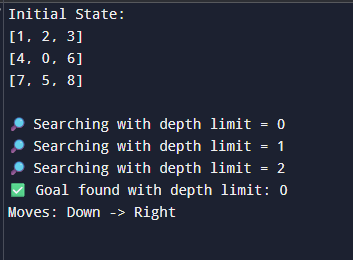 Initial State:
[1, 2, 3]
[4, 0, 6]
[7, 5, 8]
🔎 Searching with depth limit = 0
🔎 Searching with depth limit = 1
🔎 Searching with depth limit = 2
✅ Goal found with depth limit: 0
Moves: Down -> Right